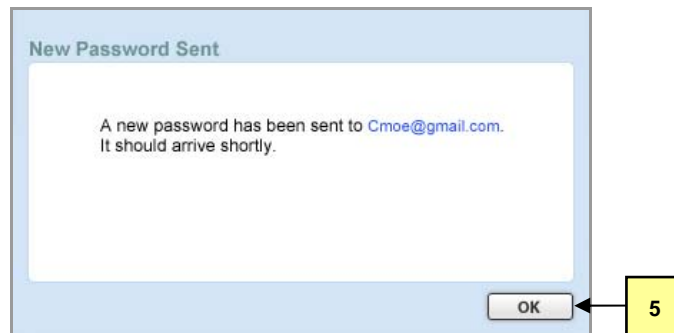 New Password Sent
A new password has been sent to Cmoe@gmail.com.
It should arrive shortly.
OK
5